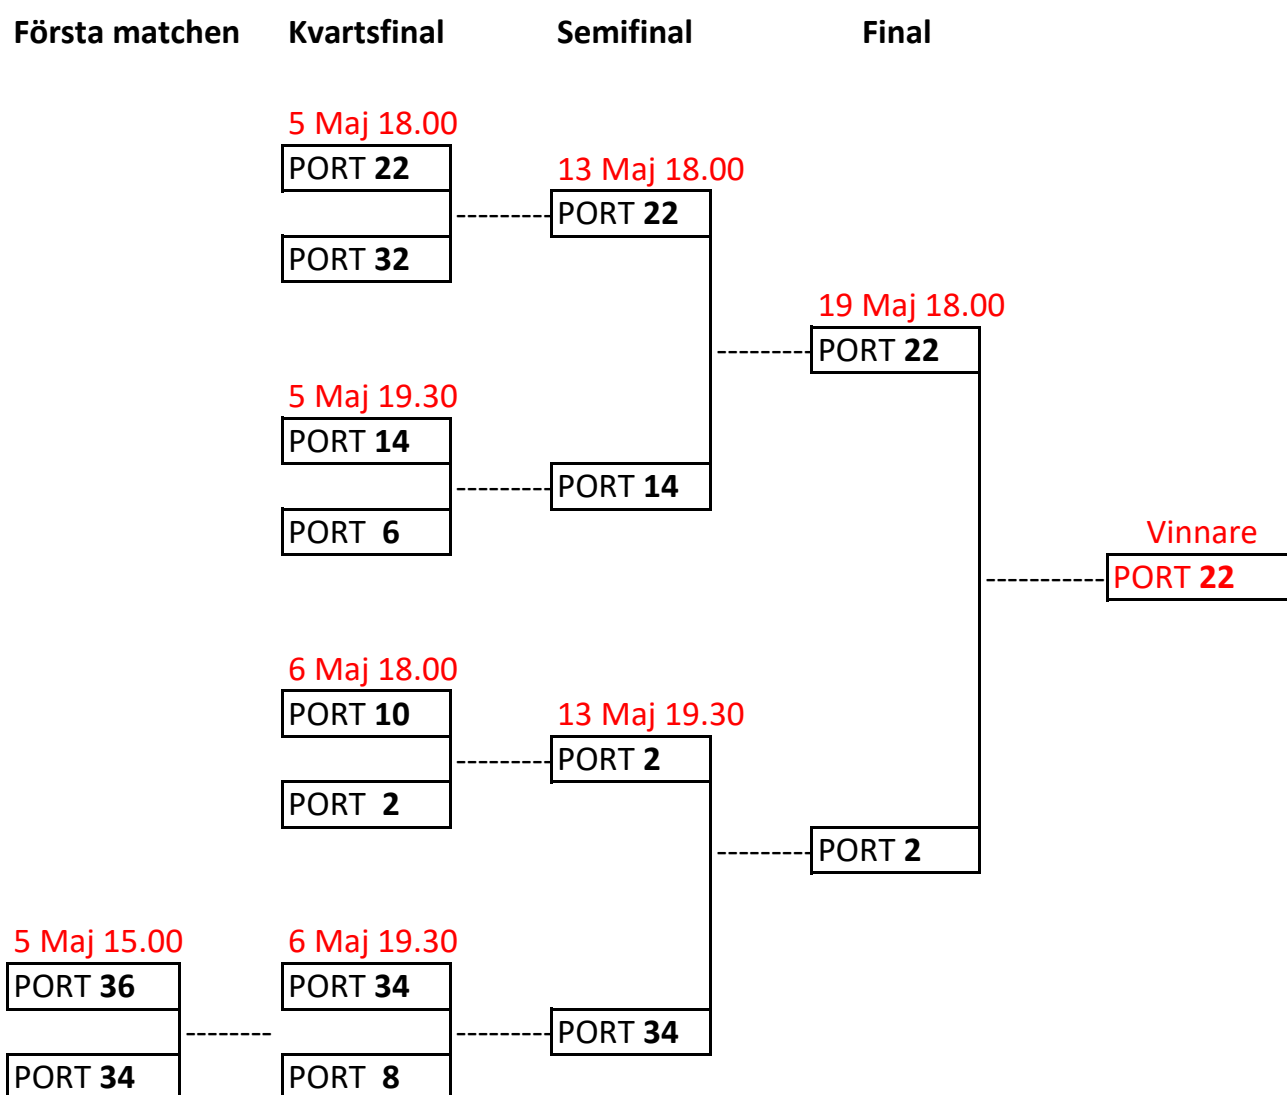 Första matchen Kvartsfinal Semifinal Final
5 Maj 18.00
PORT 22
13 Maj 18.00
PORT 22
PORT 32
19 Maj 18.00
PORT 22
5 Maj 19.30
PORT 14
PORT 14
PORT 6
Vinnare
PORT 22
6 Maj 18.00
PORT 10
13 Maj 19.30
PORT 2
PORT 2
PORT 2
5 Maj 15.00 6 Maj 19.30
PORT 36 PORT 34
PORT 34
PORT 34 PORT 8